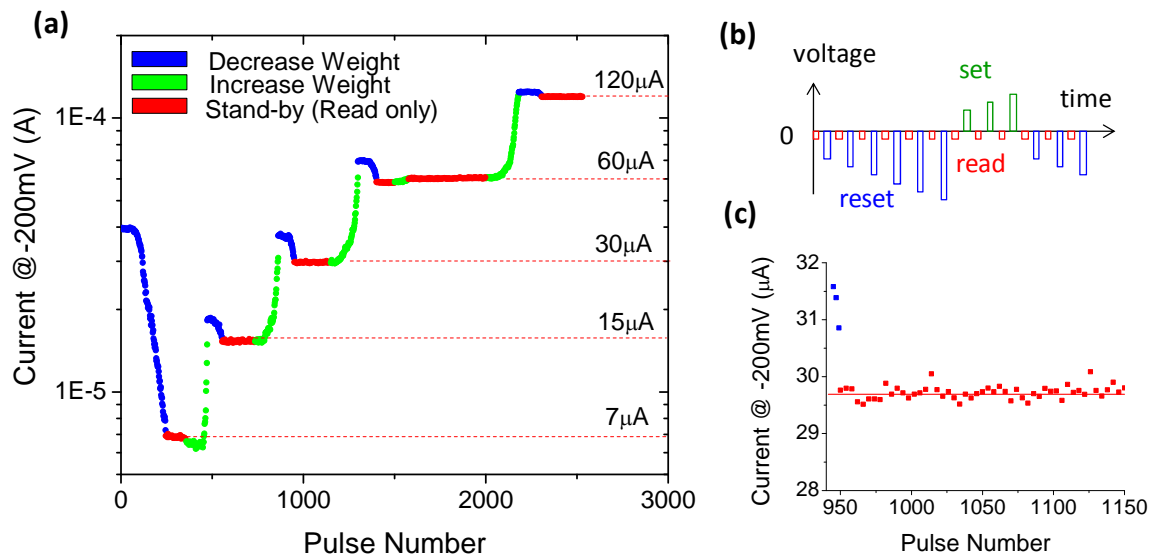 (a)
Decrease Weight
Increase Weight
Stand-by (Read only)
120μA
60μA
30μA
15μA
7μA
1E-4
1E-5
Current @ -200mV (A)
0 1000 2000 3000
Pulse Number
(b)
voltage
set
time
0
read
reset
(c)
32
31
30
29
28
Current @ -200mV (μA)
950 1000 1050 1100 1150
Pulse Number